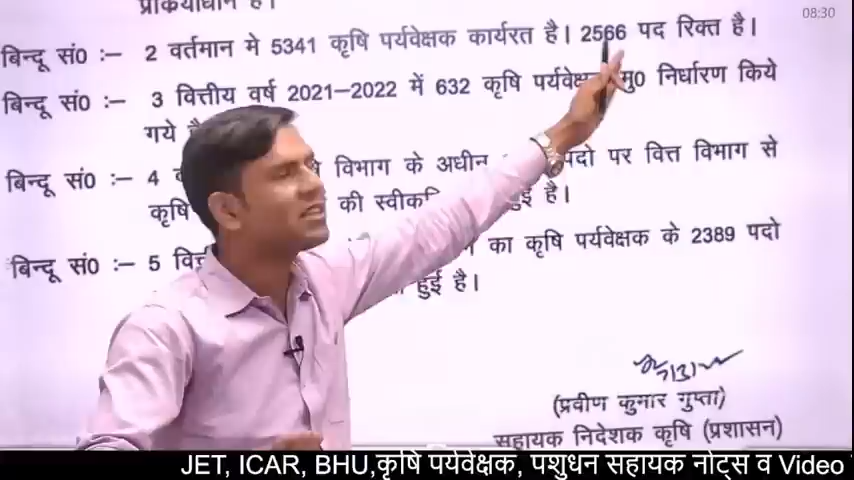 08:30
प्रक्रियाधीन है।
बिन्दू सं0 :– 2 वर्तमान मे 5341 कृषि पर्यवेक्षक कार्यरत है। 2566 पद रिक्त है।
बिन्दू सं0 :– 3 वित्तीय वर्ष 2021–2022 में 632 कृषि पर्यवेक्षक मु0 निर्धारण किये
गये
बिन्दू सं0 :– 4 विभाग के अधीन पदो पर वित्त विभाग से
कृषि की हुई है।
बिन्दू सं0 :– 5 का कृषि पर्यवेक्षक के 2389 पदो
हुई है।
(प्रवीण कुमार गुप्ता)
सहायक निदेशक कृषि (प्रशासन)
JET, ICAR, BHU,कृषि पर्यवेक्षक, पशुधन सहायक नोट्स व Video